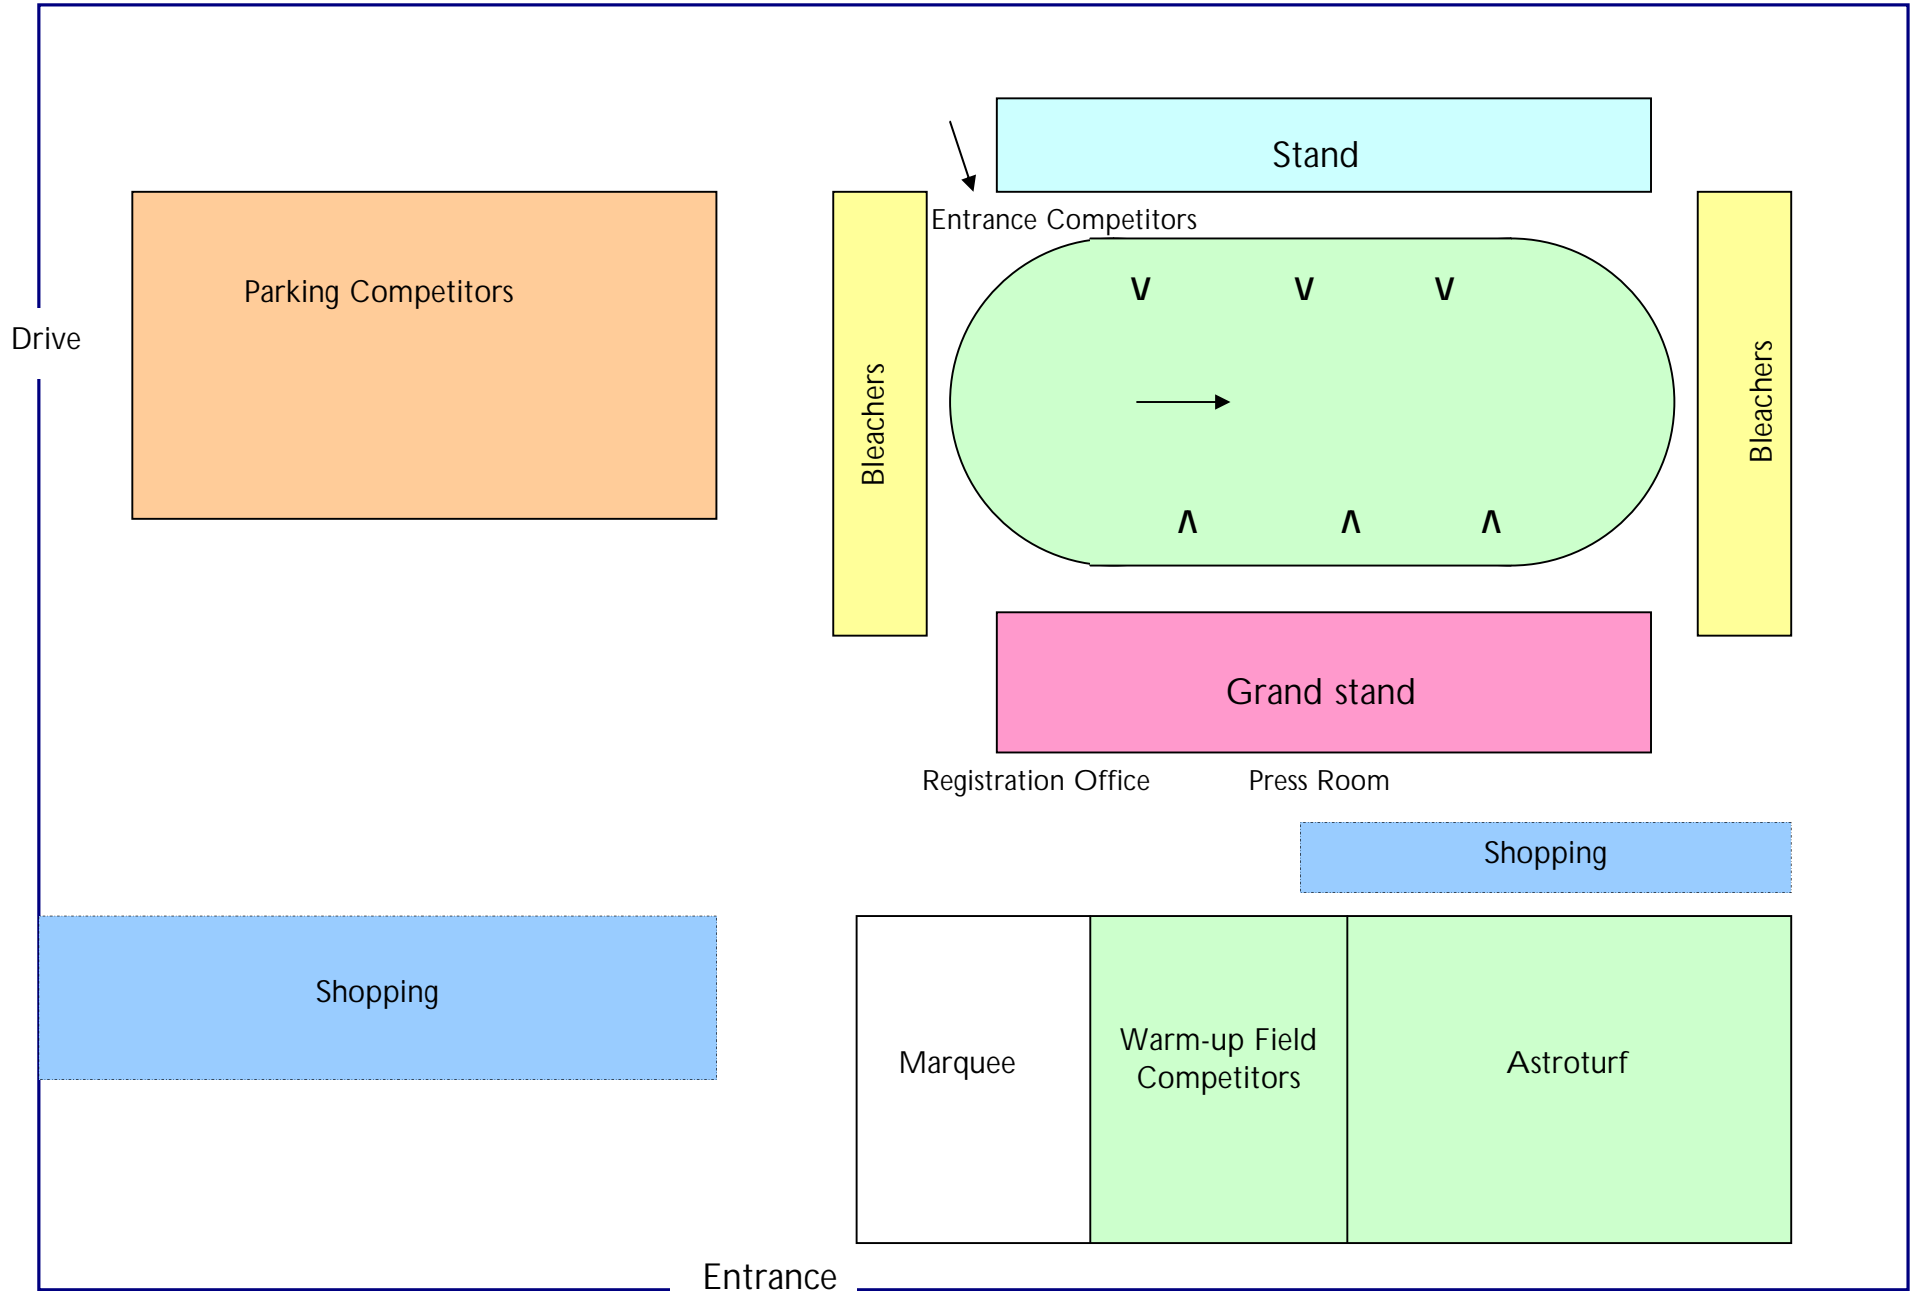 Stand
Entrance Competitors
Parking Competitors
V V V
Drive
Bleachers
Bleachers
Λ Λ Λ
Grand stand
Registration Office
Press Room
Shopping
Shopping
Marquee
Warm-up Field
Competitors
Astroturf
Entrance